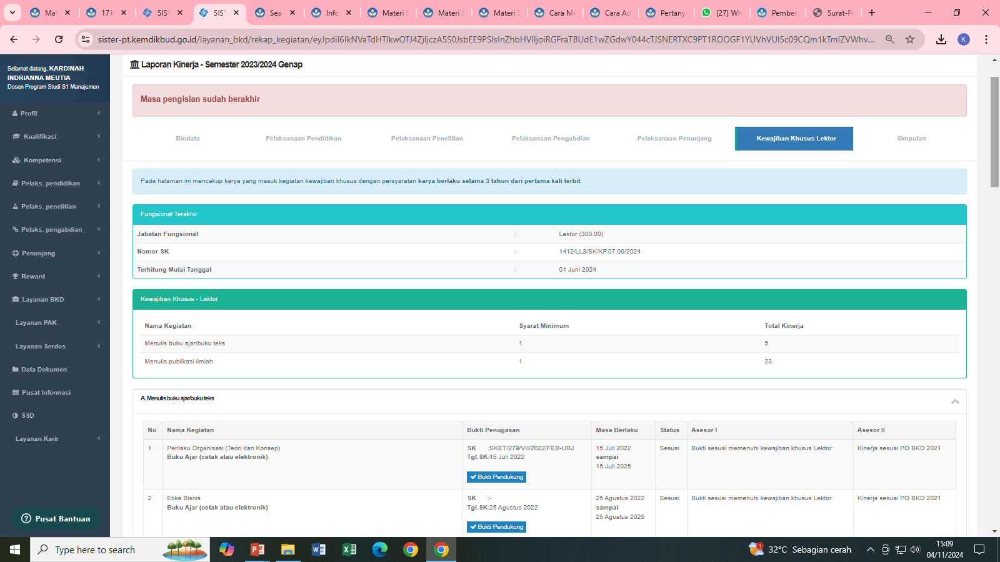 Mat
171
SIST
SIST
Sea
Info
Materi S
Materi S
Materi S
Cara Me
Cara Ad
Pertany
(27) Wh
Pember
Surat-Pe
sister-pt.kemdikbud.go.id/layanan_bkd/rekap_kegiatan/
K
Selamat datang, KARDINAH
INDRIANNA MEUTIA
Dosen Program Studi S1 Manajemen
Profil
Kualifikasi
Kompetensi
Pelaks. pendidikan
Pelaks. penelitian
Pelaks. pengabdian
Penunjang
Reward
Layanan BKD
Layanan PAK
Layanan Serdos
Data Dokumen
Pusat Informasi
SSD
Layanan Karir
Pusat Bantuan
Laporan Kinerja - Semester 2023/2024 Genap
Masa pengisian sudah berakhir
Biodata
Pelaksanaan Pendidikan
Pelaksanaan Penelitian
Pelaksanaan Pengabdian
Pelaksanaan Penunjang
Kewajiban Khusus Lektor
Simpulan
Pada halaman ini mencakup karya yang masuk kegiatan kewajiban khusus dengan persyaratan karya berlaku selama 3 tahun dari pertama kali terbit.
Fungsional Terakhir
Jabatan Fungsional : Lektor (300.00)
Nomor SK : 1412/LL3/SK/KP.07.00/2024
Terhitung Mulai Tanggal : 01 Juni 2024
Kewajiban Khusus - Lektor
Nama Kegiatan Syarat Minimum Total Kinerja
Menulis buku ajar/buku teks 1 5
Menulis publikasi ilmiah 1 23
A. Menulis buku ajar/buku teks
No Nama Kegiatan Bukti Penugasan Masa Berlaku Status Asesor I Asesor II
1 Perilaku Organisasi (Teori dan Konsep) SK :SKET/279/VII/2022/FEB-UBJ 15 Juli 2022 Sesuai Bukti sesuai memenuhi kewajiban khusus Lektor Kinerja sesuai PO BKD 2021
Buku Ajar (cetak atau elektronik) Tgl.SK:15 Juli 2022 sampai
15 Juli 2025
Bukti Pendukung
2 Etika Bisnis SK :- 25 Agustus 2022 Sesuai Bukti sesuai memenuhi kewajiban khusus Lektor Kinerja sesuai PO BKD 2021
Buku Ajar (cetak atau elektronik) Tgl.SK:25 Agustus 2022 sampai
25 Agustus 2025
Bukti Pendukung
Type here to search
1
32°C Sebagian cerah
15:09
04/11/2024